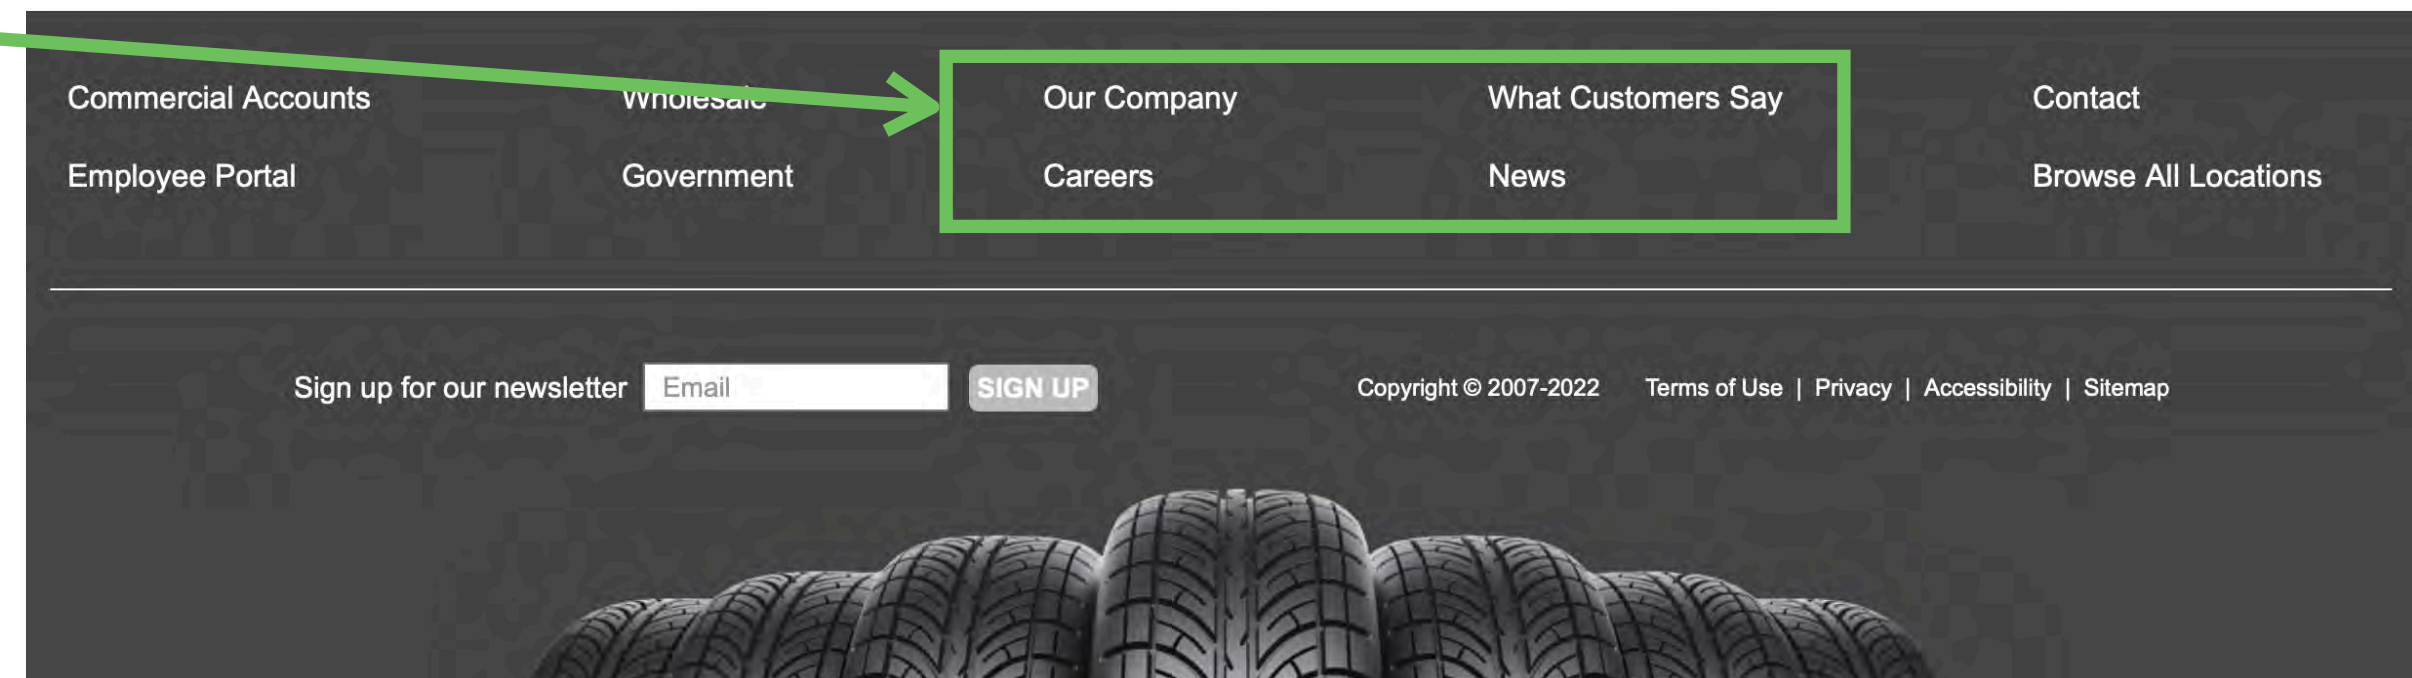 Commercial Accounts Wholesale Our Company What Customers Say Contact
Employee Portal Government Careers News Browse All Locations
Sign up for our newsletter Email SIGN UP Copyright © 2007-2022 Terms of Use | Privacy | Accessibility | Sitemap